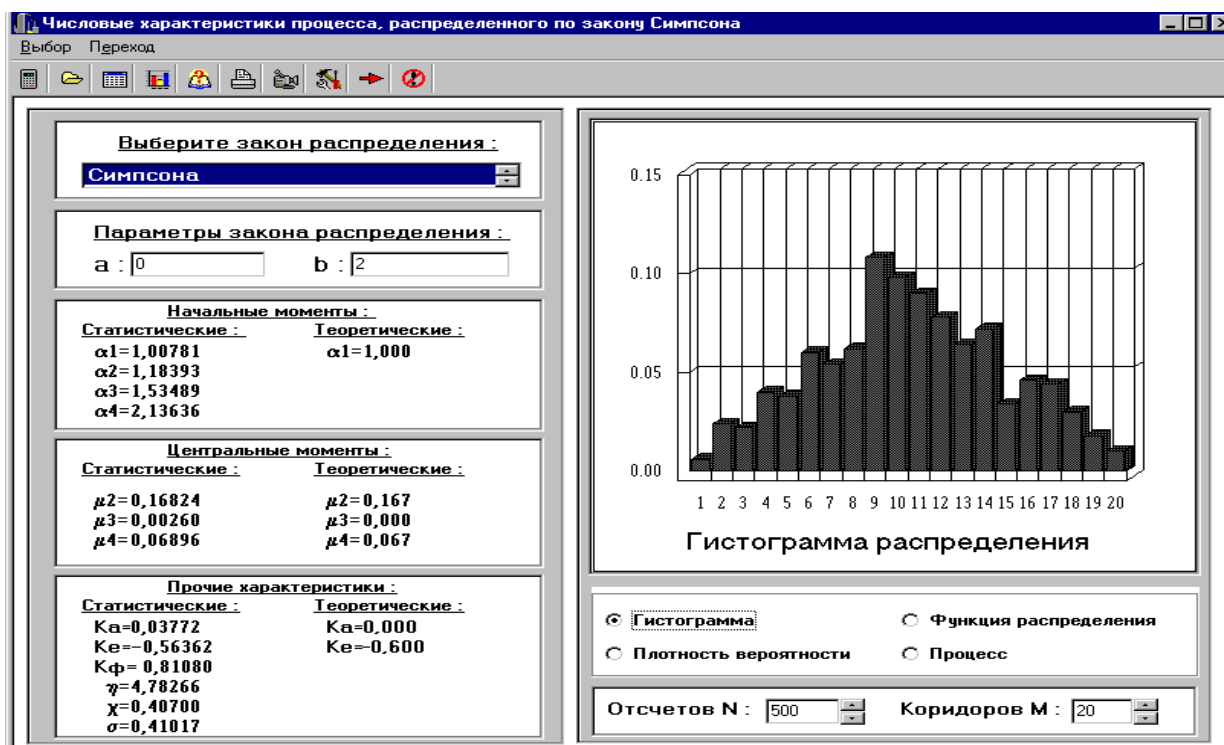 Числовые характеристики процесса, распределенного по закону Симпсона
Выбор Переход
Выберите закон распределения :
Симпсона
Параметры закона распределения :
a : 0 b : 2
Начальные моменты :
Статистические : Теоретические :
α1=1,00781 α1=1,000
α2=1,18393
α3=1,53489
α4=2,13636
Центральные моменты :
Статистические : Теоретические :
μ2=0,16824 μ2=0,167
μ3=0,00260 μ3=0,000
μ4=0,06896 μ4=0,067
Прочие характеристики :
Статистические : Теоретические :
Ка=0,03772 Ка=0,000
Ке=-0,56362 Ке=-0,600
Кф= 0,81080
η=4,78266
χ=0,40700
σ=0,41017
0.15
0.10
0.05
0.00
1 2 3 4 5 6 7 8 9 10 11 12 13 14 15 16 17 18 19 20
Гистограмма распределения
Гистограмма Функция распределения
Плотность вероятности Процесс
Отсчетов N : 500 Коридоров M : 20